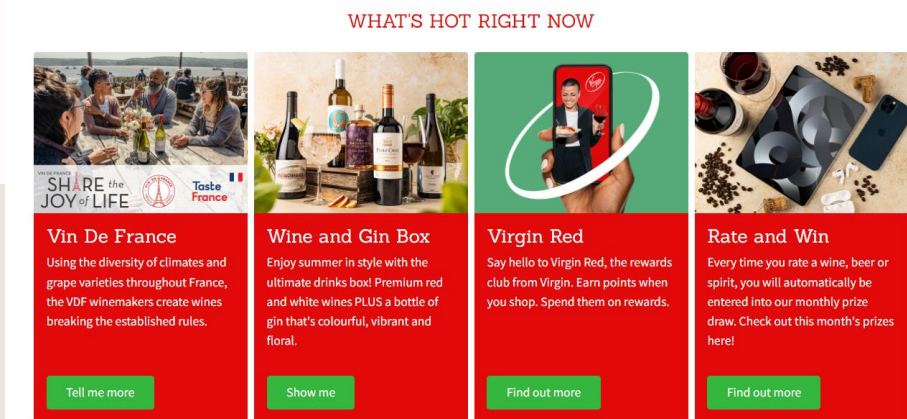 WHAT'S HOT RIGHT NOW
VIN DE FRANCE
SHARE the
JOY of LIFE
VIN DE FRANCE
Taste
France
Vin De France
Using the diversity of climates and
grape varieties throughout France,
the VDF winemakers create wines
breaking the established rules.
Tell me more
Wine and Gin Box
Enjoy summer in style with the
ultimate drinks box! Premium red
and white wines PLUS a bottle of
gin that's colourful, vibrant and
floral.
Show me
Virgin
Virgin Red
Say hello to Virgin Red, the rewards
club from Virgin. Earn points when
you shop. Spend them on rewards.
Find out more
Rate and Win
Every time you rate a wine, beer or
spirit, you will automatically be
entered into our monthly prize
draw. Check out this month's prizes
here!
Find out more